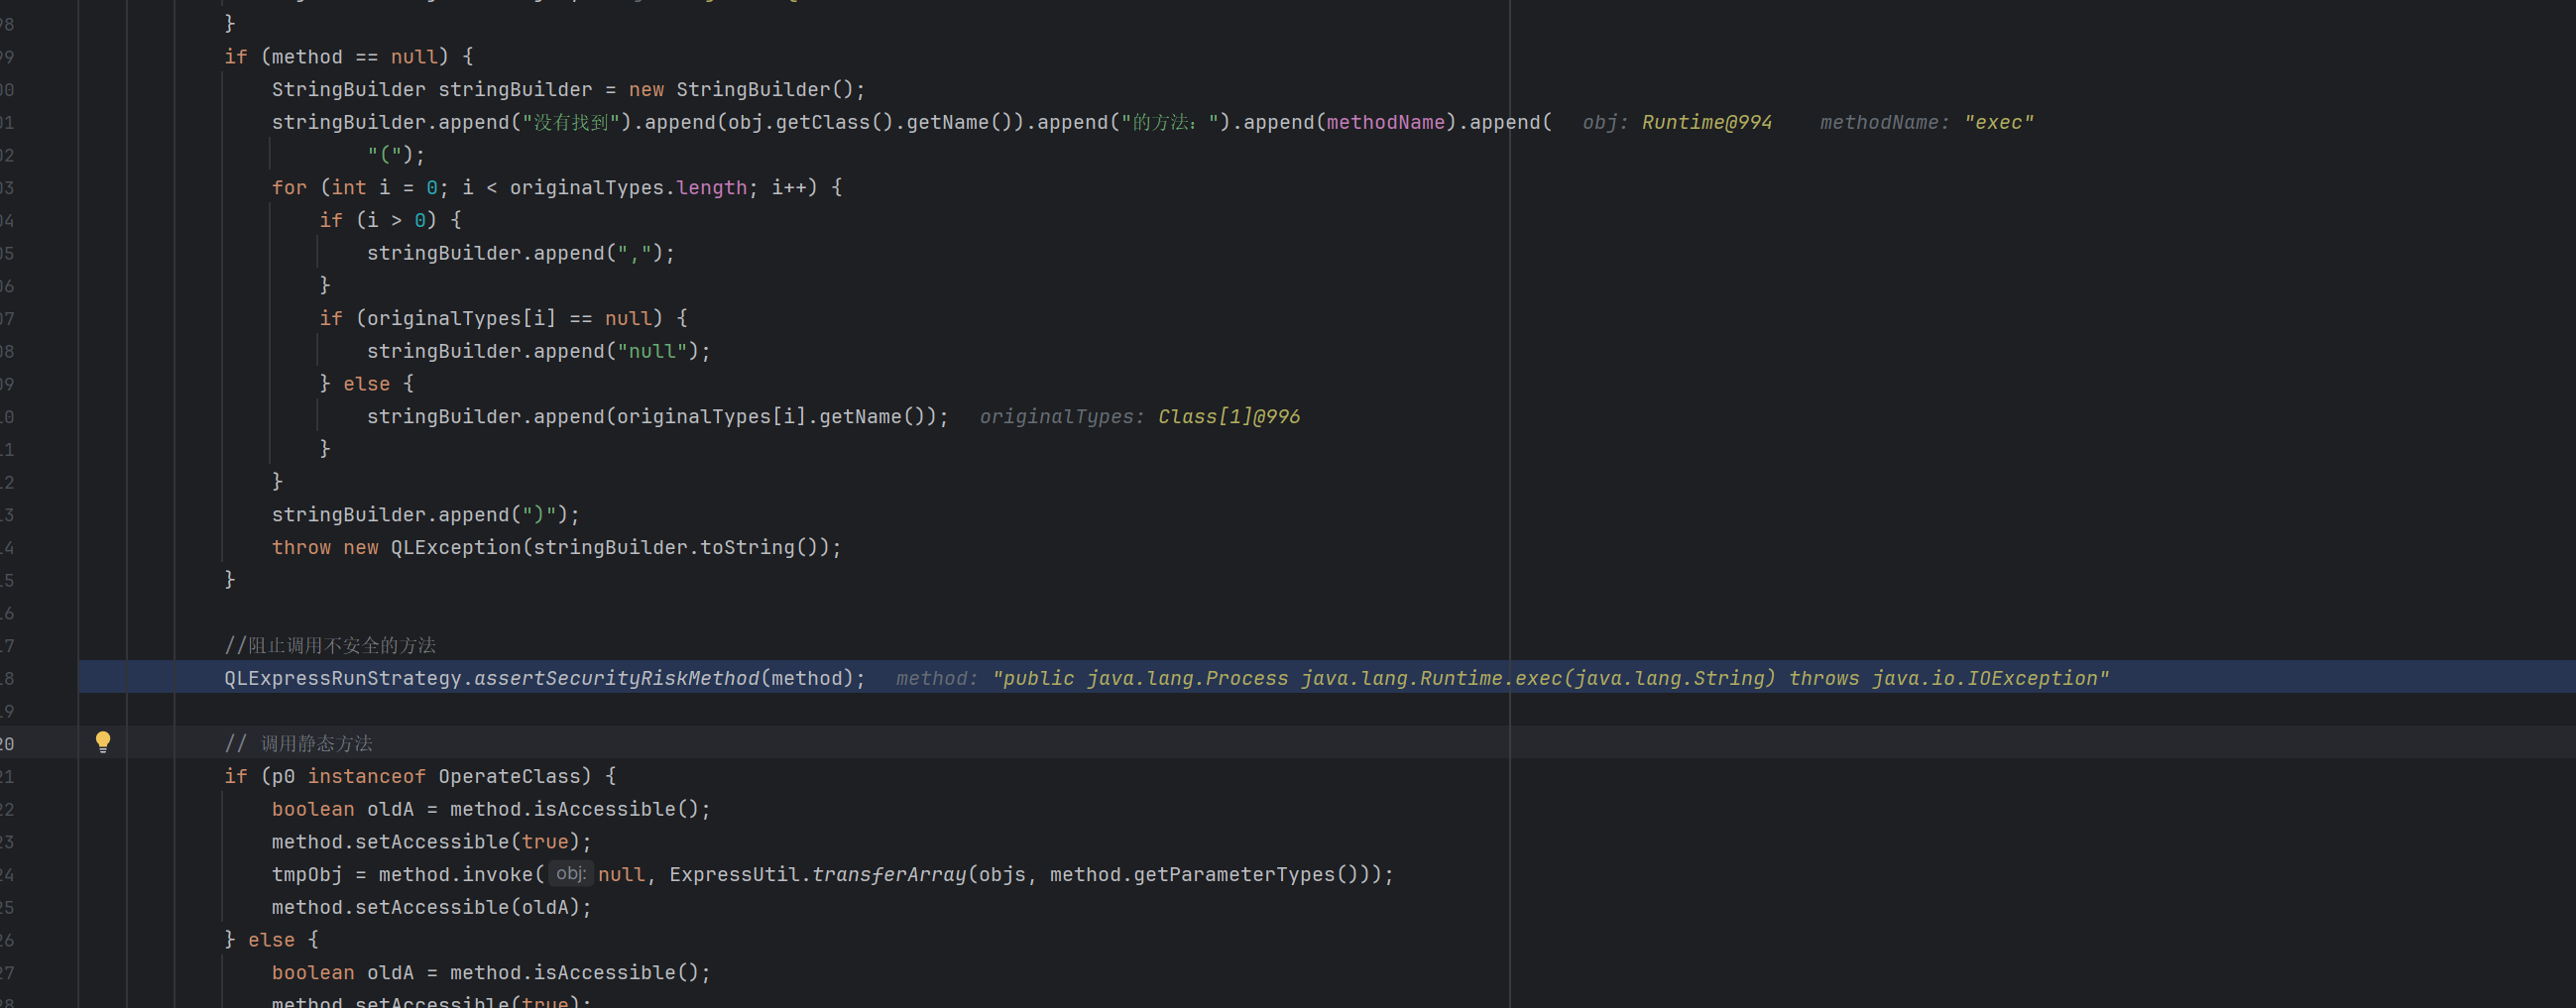 98 }
99 if (method == null) {
00 StringBuilder stringBuilder = new StringBuilder();
01 stringBuilder.append("没有找到").append(obj.getClass().getName()).append("的方法：").append(methodName).append( obj: Runtime@994 methodName: "exec"
02 "(");
03 for (int i = 0; i < originalTypes.length; i++) {
04 if (i > 0) {
05 stringBuilder.append(",");
06 }
07 if (originalTypes[i] == null) {
08 stringBuilder.append("null");
09 } else {
10 stringBuilder.append(originalTypes[i].getName()); originalTypes: Class[1]@996
11 }
12 }
13 stringBuilder.append(")");
14 throw new QLException(stringBuilder.toString());
15 }
16
17 //阻止调用不安全的方法
18 QLExpressRunStrategy.assertSecurityRiskMethod(method); method: "public java.lang.Process java.lang.Runtime.exec(java.lang.String) throws java.io.IOException"
19
20 // 调用静态方法
21 if (p0 instanceof OperateClass) {
22 boolean oldA = method.isAccessible();
23 method.setAccessible(true);
24 tmpObj = method.invoke( obj: null, ExpressUtil.transferArray(objs, method.getParameterTypes()));
25 method.setAccessible(oldA);
26 } else {
27 boolean oldA = method.isAccessible();
28 method.setAccessible(true);